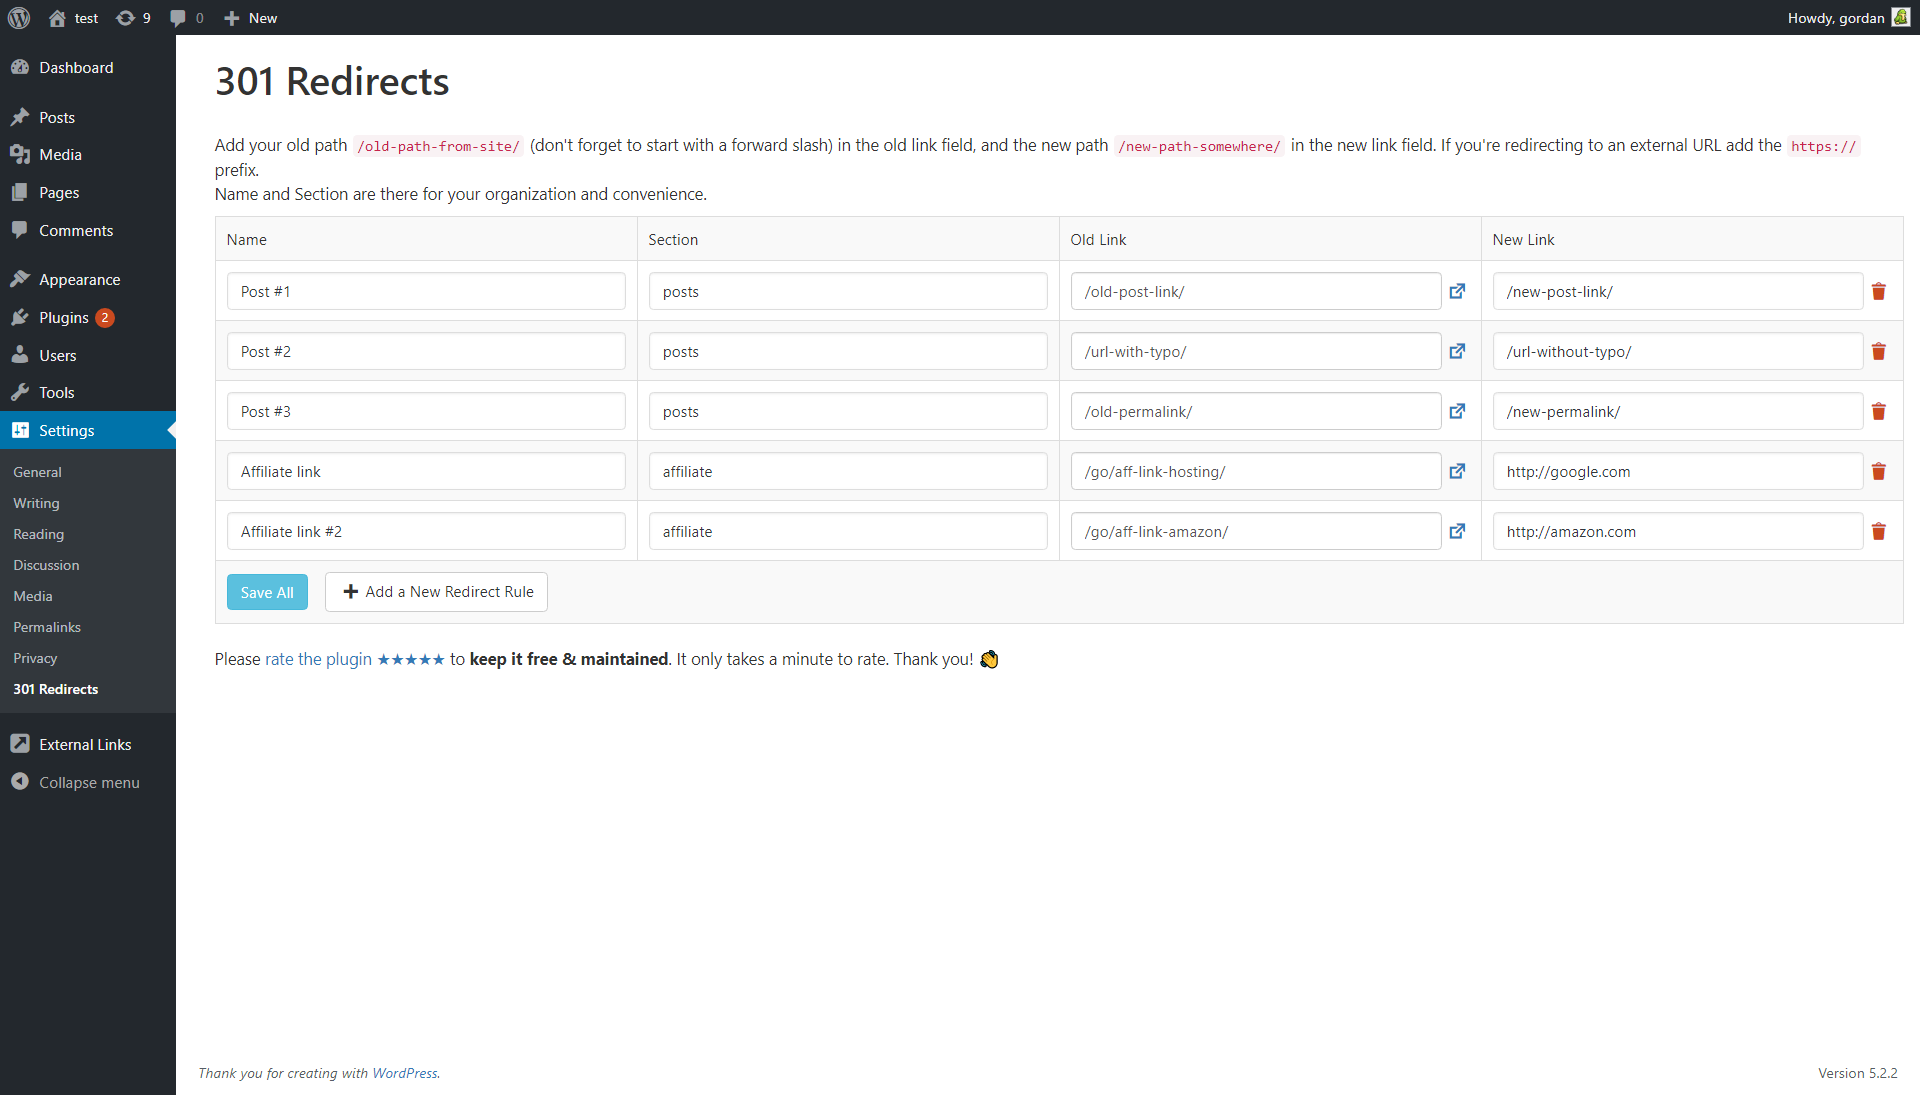 test 9 0 New Howdy, gordan
Dashboard
Posts
Media
Pages
Comments
Appearance
Plugins 2
Users
Tools
Settings
General
Writing
Reading
Discussion
Media
Permalinks
Privacy
301 Redirects
External Links
Collapse menu
301 Redirects
Add your old path /old-path-from-site/ (don't forget to start with a forward slash) in the old link field, and the new path /new-path-somewhere/ in the new link field. If you're redirecting to an external URL add the https://
prefix.
Name and Section are there for your organization and convenience.
Name Section Old Link New Link
Post #1 posts /old-post-link/ /new-post-link/
Post #2 posts /url-with-typo/ /url-without-typo/
Post #3 posts /old-permalink/ /new-permalink/
Affiliate link affiliate /go/aff-link-hosting/ http://google.com
Affiliate link #2 affiliate /go/aff-link-amazon/ http://amazon.com
Save All Add a New Redirect Rule
Please rate the plugin ★★★★★ to keep it free & maintained. It only takes a minute to rate. Thank you! 👏
Thank you for creating with WordPress. Version 5.2.2